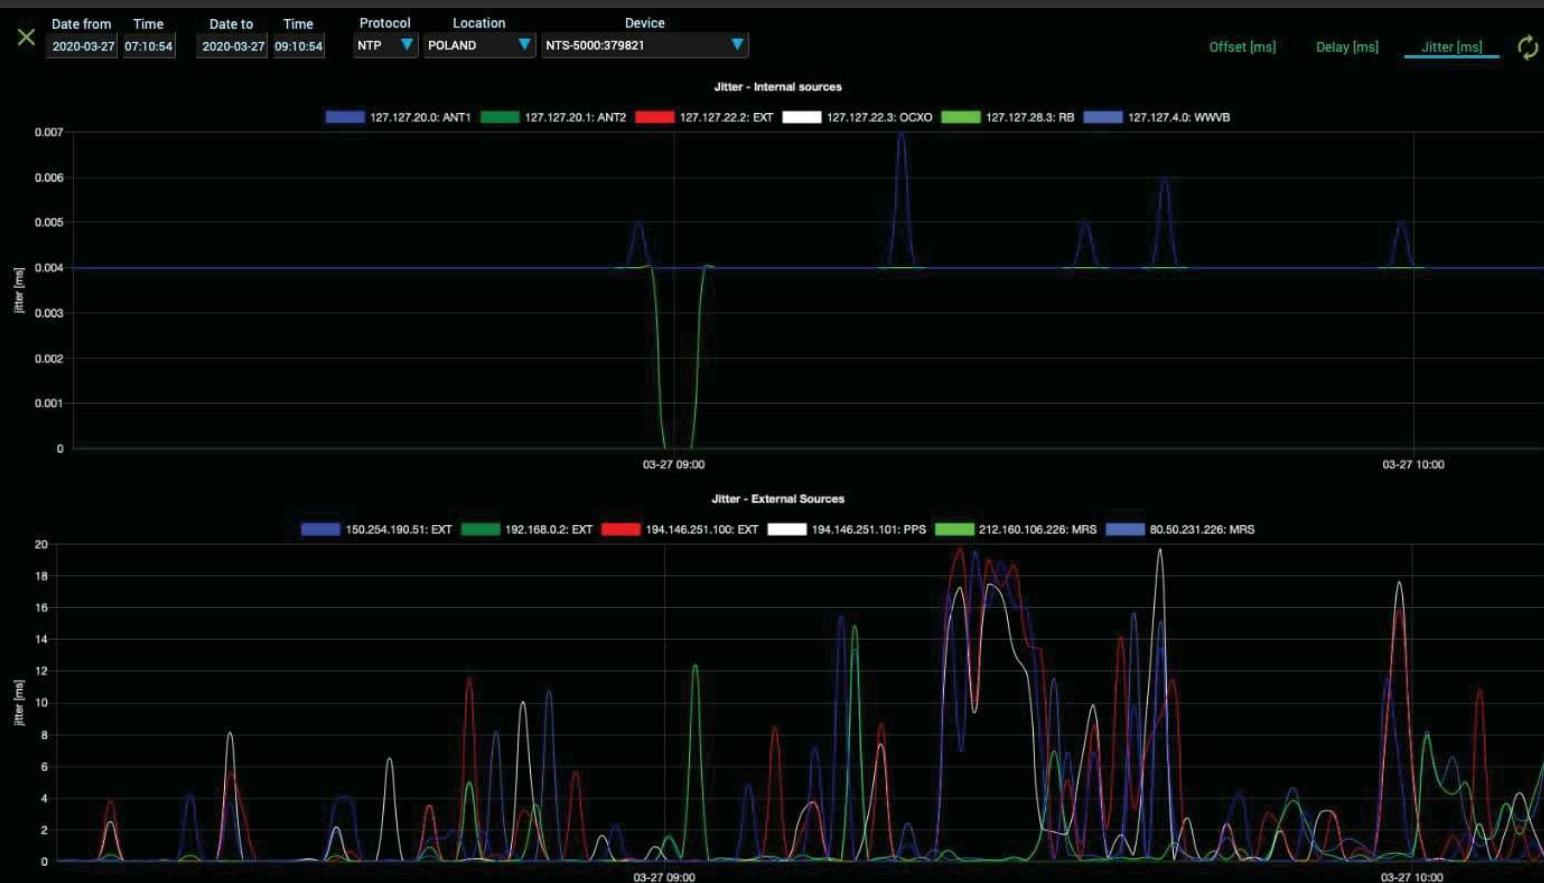 Date from Time Date to Time Protocol Location Device
2020-03-27 07:10:54 2020-03-27 09:10:54 NTP POLAND NTS-5000:379821
Offset [ms] Delay [ms] Jitter [ms]
Jitter - Internal sources
127.127.20.0: ANT1 127.127.20.1: ANT2 127.127.22.2: EXT 127.127.22.3: OCXO 127.127.28.3: RB 127.127.4.0: WWVB
0.007
0.006
0.005
0.004
0.003
0.002
0.001
0
jitter [ms]
03-27 09:00 03-27 10:00
Jitter - External Sources
150.254.190.51: EXT 192.168.0.2: EXT 194.146.251.100: EXT 194.146.251.101: PPS 212.160.106.226: MRS 80.50.231.226: MRS
20
18
16
14
12
10
8
6
4
2
0
jitter [ms]
03-27 09:00 03-27 10:00